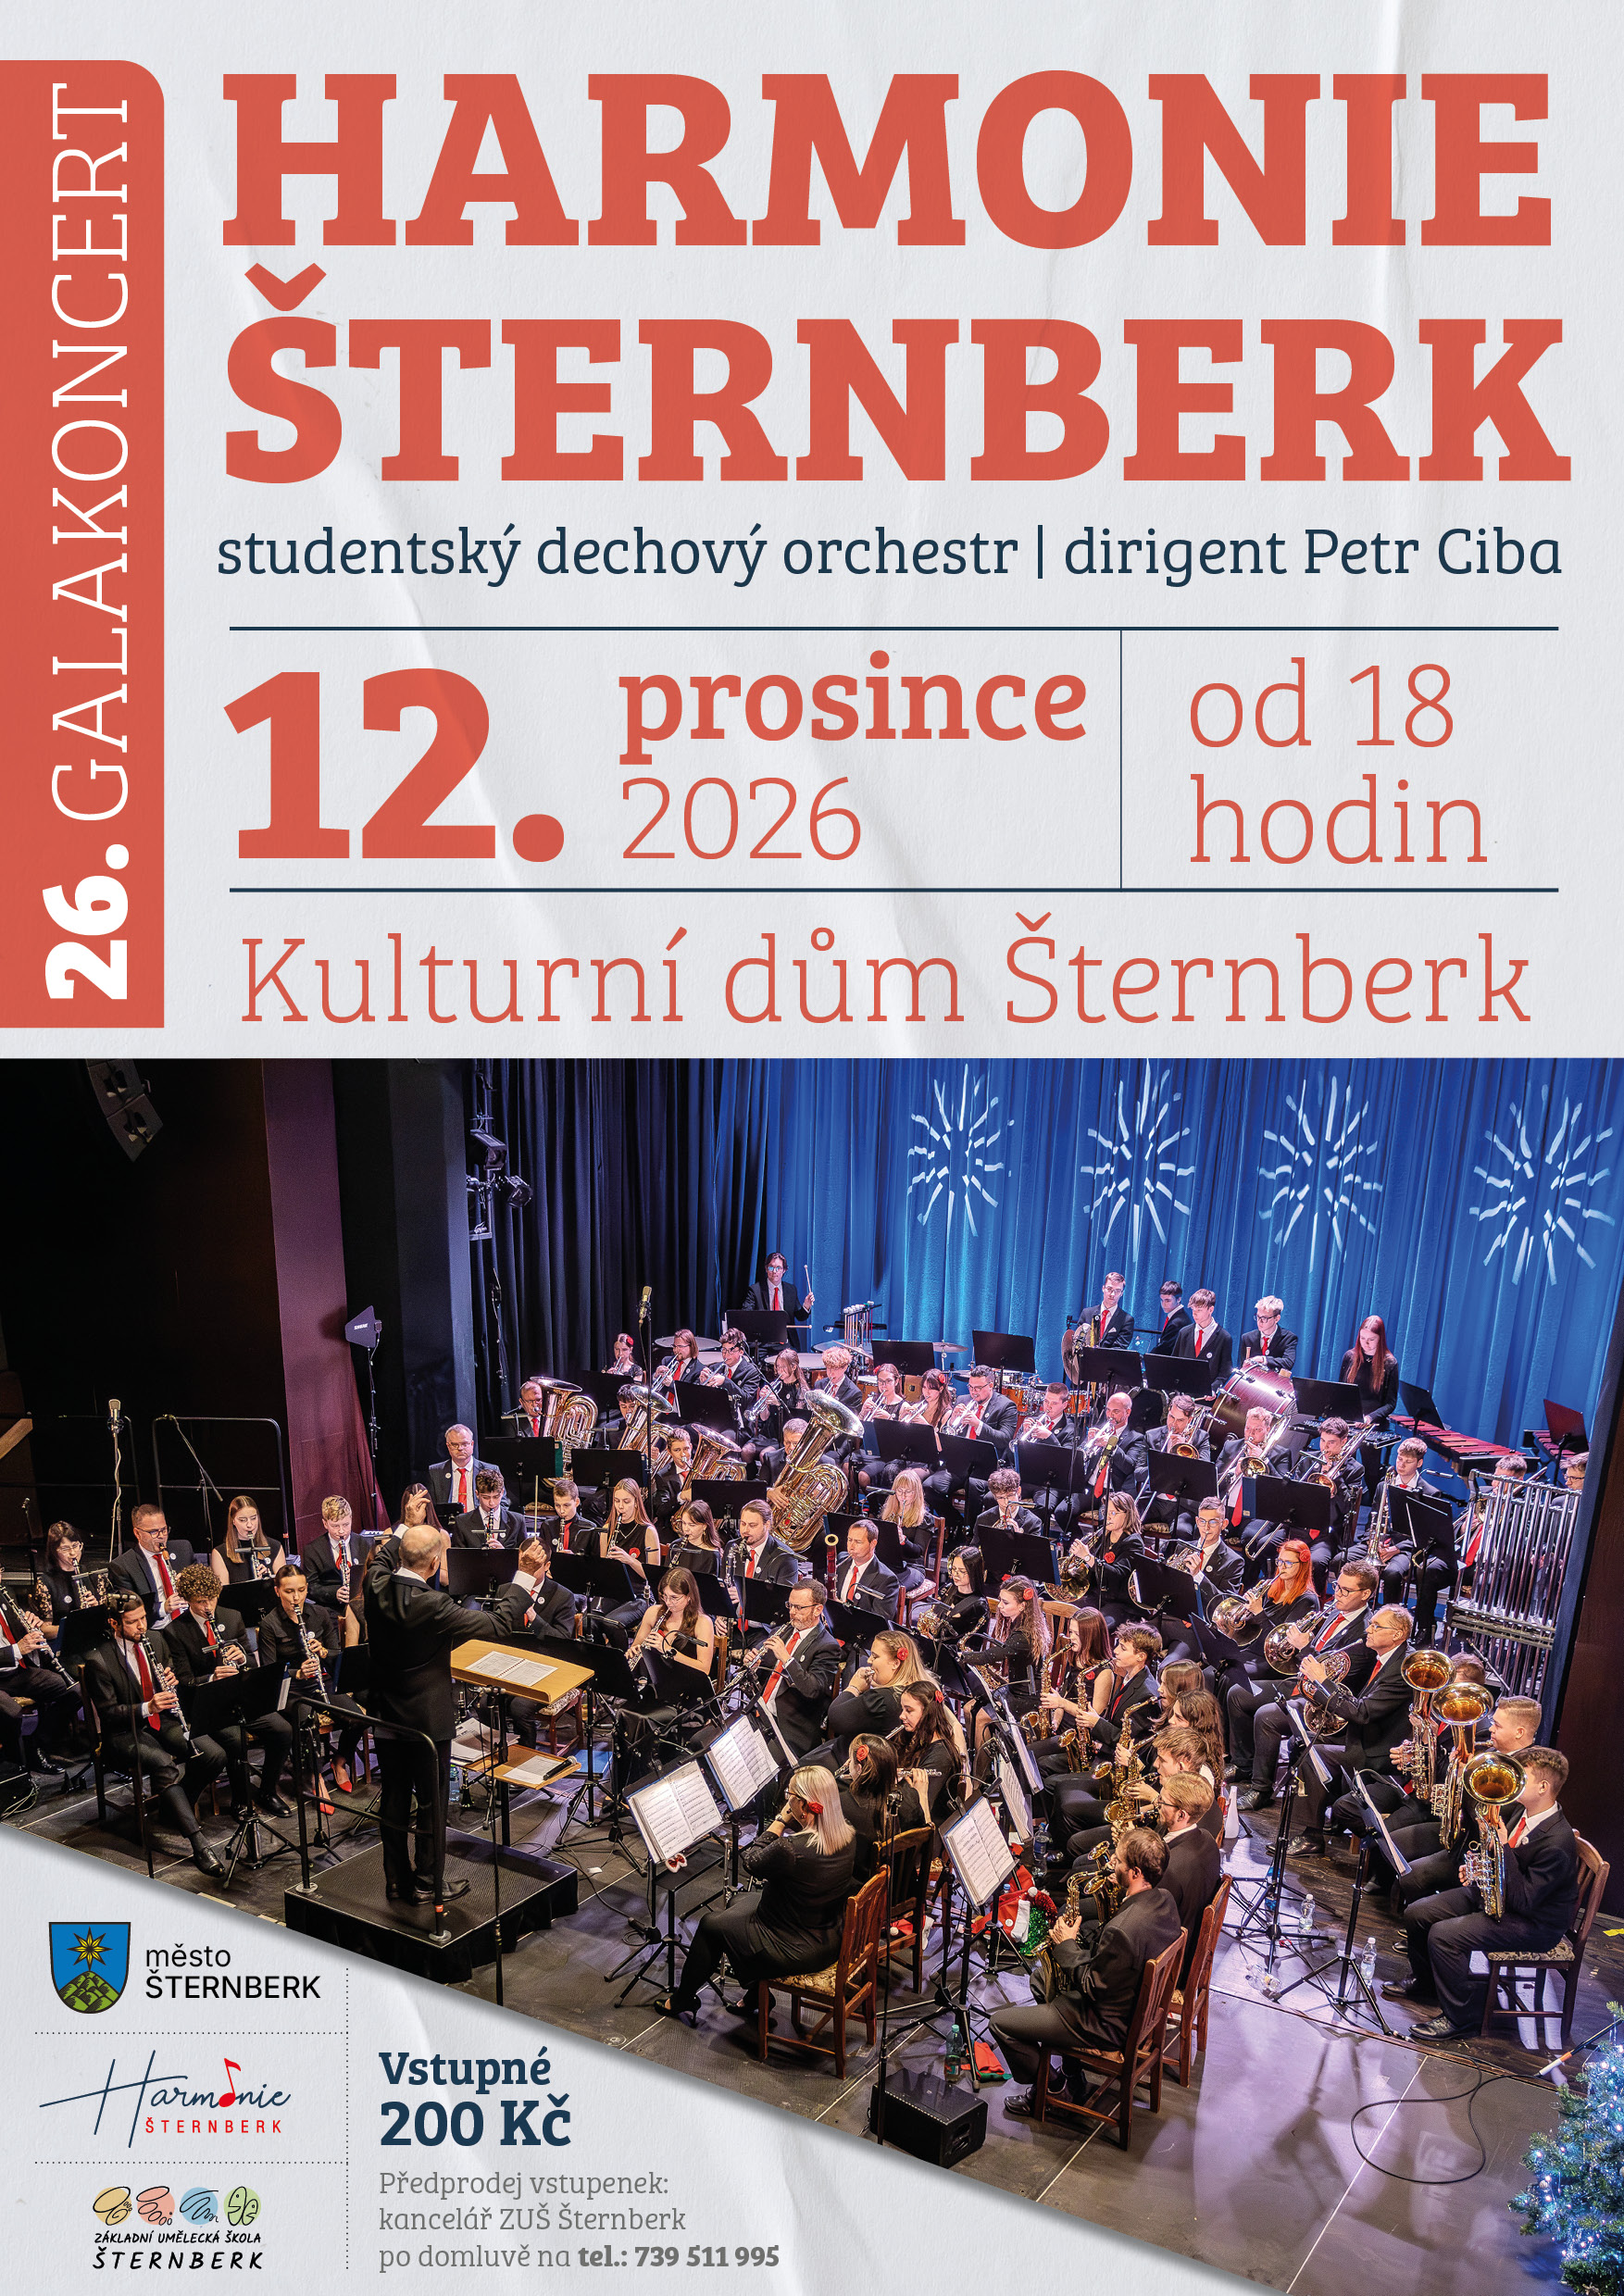 26. GALAKONCERT
HARMONIE
ŠTERNBERK
studentský dechový orchestr | dirigent Petr Ciba
12. prosince
2026
od 18
hodin
Kulturní dům Šternberk
město
ŠTERNBERK
Harmonie
ŠTERNBERK
ZÁKLADNÍ UMĚLECKÁ ŠKOLA
ŠTERNBERK
Vstupné
200 Kč
Předprodej vstupenek:
kancelář ZUŠ Šternberk
po domluvě na tel.: 739 511 995